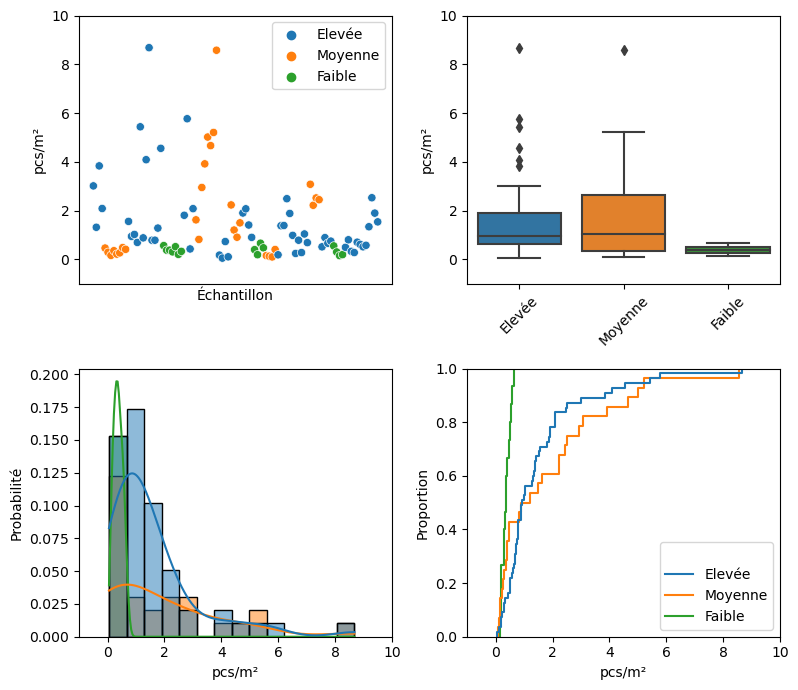 10
8
6
4
2
0
pcs/m²
Échantillon
Elevée
Moyenne
Faible
10
8
6
4
2
0
pcs/m²
Elevée
Moyenne
Faible
0.200
0.175
0.150
0.125
0.100
0.075
0.050
0.025
0.000
Probabilité
0 2 4 6 8 10
pcs/m²
1.0
0.8
0.6
0.4
0.2
0.0
Proportion
Elevée
Moyenne
Faible
0 2 4 6 8 10
pcs/m²